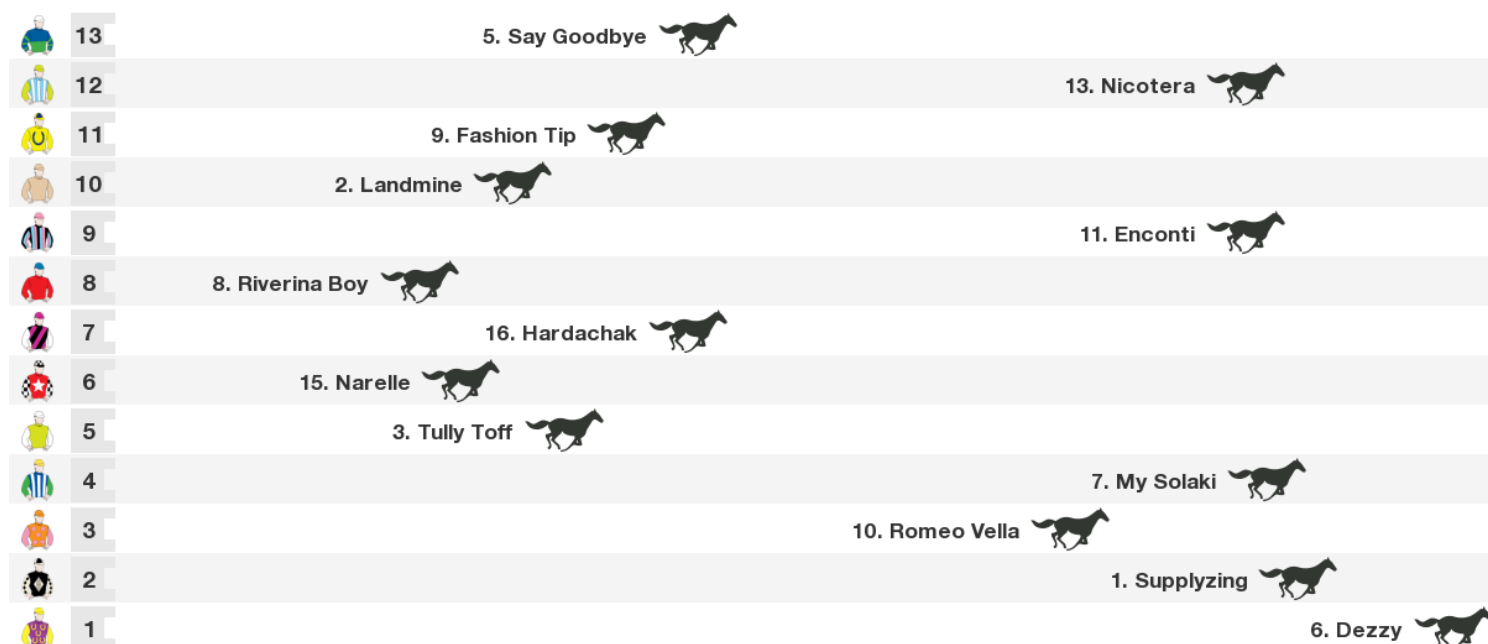 13 5. Say Goodbye
12 13. Nicotera
11 9. Fashion Tip
10 2. Landmine
9 11. Enconti
8 8. Riverina Boy
7 16. Hardachak
6 15. Narelle
5 3. Tully Toff
4 7. My Solaki
3 10. Romeo Vella
2 1. Supplyzing
1 6. Dezzy